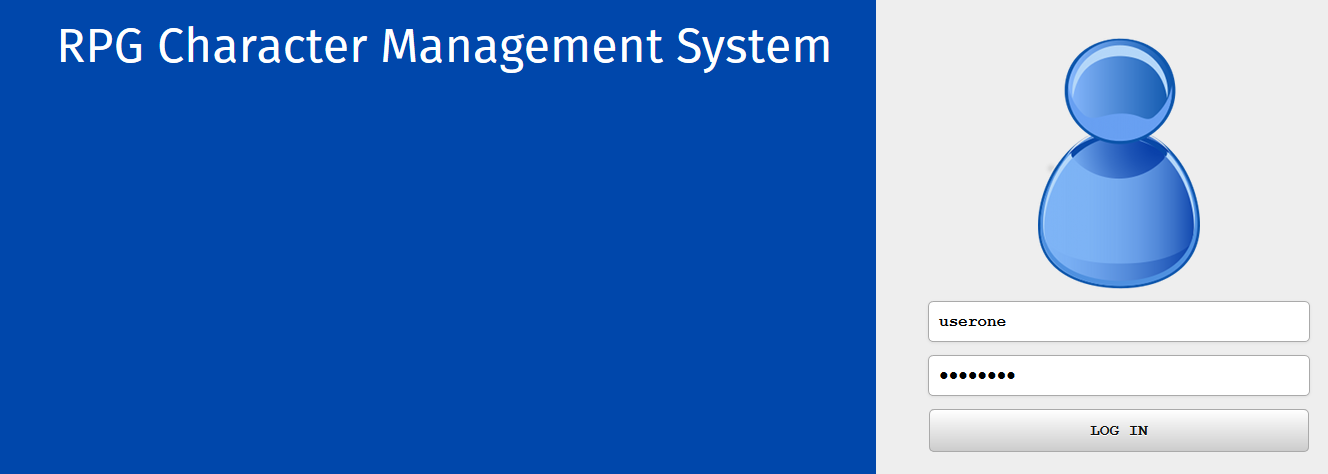 RPG Character Management System
userone
••••••••
LOG IN